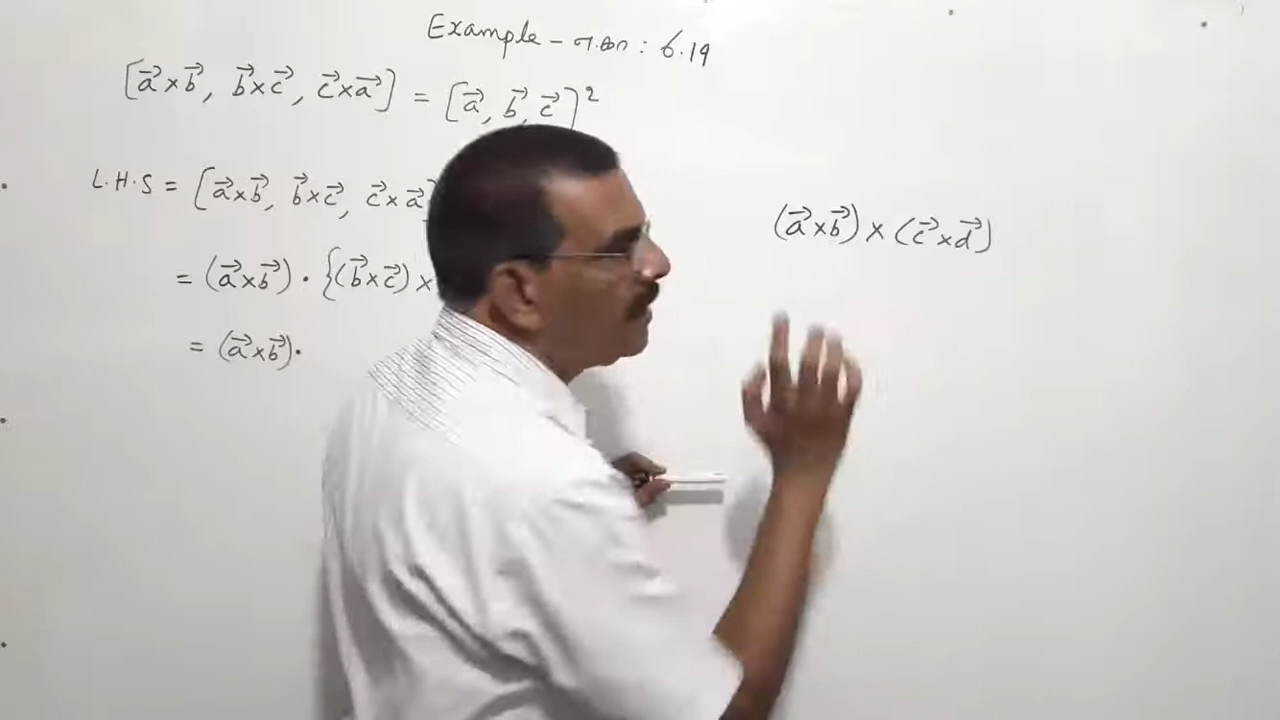 Example - எ.கா : 6.19
[a⃗×b⃗, b⃗×c⃗, c⃗×a⃗] = [a⃗, b⃗, c⃗]²
L.H.S = [a⃗×b⃗, b⃗×c⃗, c⃗×a⃗]
(a⃗×b⃗)×(c⃗×d⃗)
= (a⃗×b⃗)·{(b⃗×c⃗)×
= (a⃗×b⃗)·